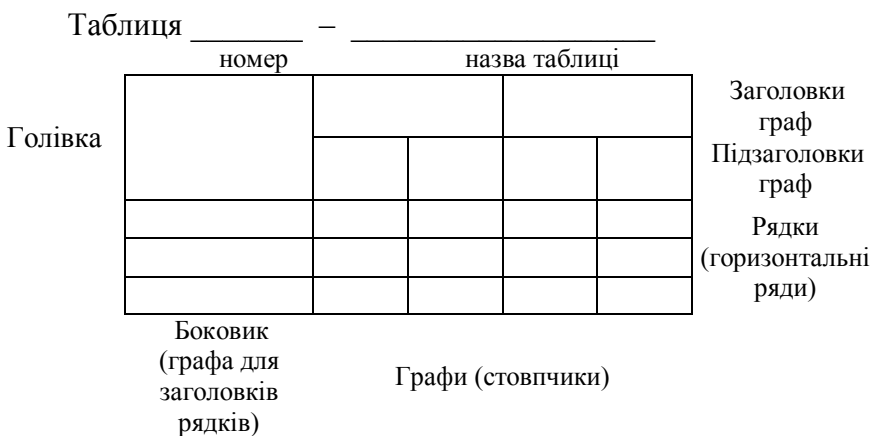 Таблиця _______ – ___________________
номер назва таблиці
Заголовки
граф
Голівка
Підзаголовки
граф
Рядки
(горизонтальні
ряди)
Боковик
(графа для
заголовків
рядків)
Графи (стовпчики)